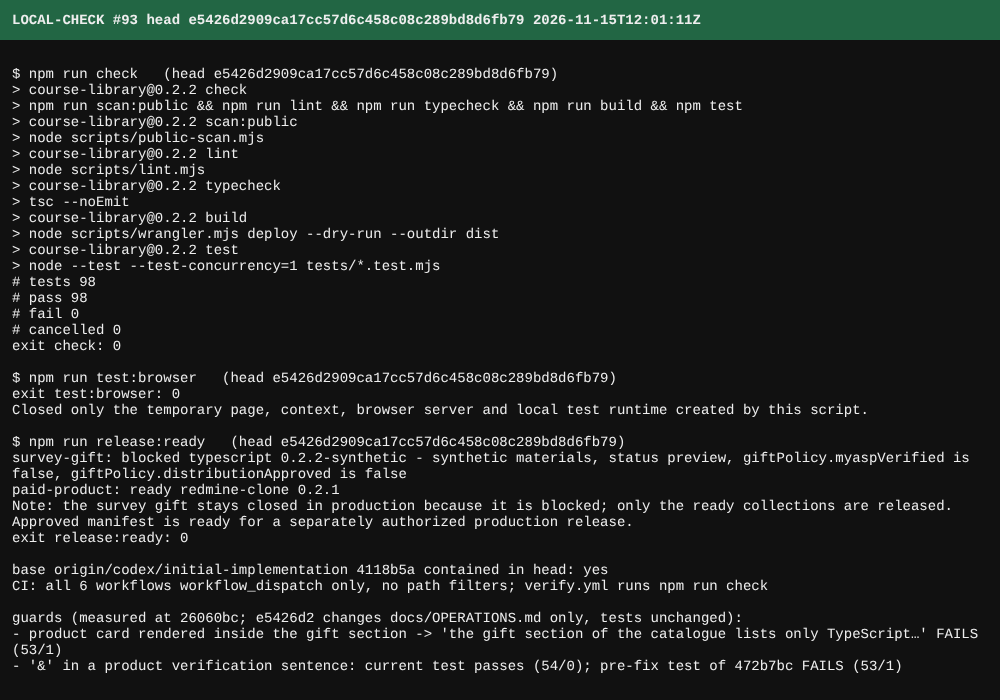 LOCAL-CHECK #93 head e5426d2909ca17cc57d6c458c08c289bd8d6fb79 2026-11-15T12:01:11Z
$ npm run check   (head e5426d2909ca17cc57d6c458c08c289bd8d6fb79)
> course-library@0.2.2 check
> npm run scan:public && npm run lint && npm run typecheck && npm run build && npm test
> course-library@0.2.2 scan:public
> node scripts/public-scan.mjs
> course-library@0.2.2 lint
> node scripts/lint.mjs
> course-library@0.2.2 typecheck
> tsc --noEmit
> course-library@0.2.2 build
> node scripts/wrangler.mjs deploy --dry-run --outdir dist
> course-library@0.2.2 test
> node --test --test-concurrency=1 tests/*.test.mjs
# tests 98
# pass 98
# fail 0
# cancelled 0
exit check: 0
$ npm run test:browser   (head e5426d2909ca17cc57d6c458c08c289bd8d6fb79)
exit test:browser: 0
Closed only the temporary page, context, browser server and local test runtime created by this script.
$ npm run release:ready   (head e5426d2909ca17cc57d6c458c08c289bd8d6fb79)
survey-gift: blocked typescript 0.2.2-synthetic - synthetic materials, status preview, giftPolicy.myaspVerified is
false, giftPolicy.distributionApproved is false
paid-product: ready redmine-clone 0.2.1
Note: the survey gift stays closed in production because it is blocked; only the ready collections are released.
Approved manifest is ready for a separately authorized production release.
exit release:ready: 0
base origin/codex/initial-implementation 4118b5a contained in head: yes
CI: all 6 workflows workflow_dispatch only, no path filters; verify.yml runs npm run check
guards (measured at 26060bc; e5426d2 changes docs/OPERATIONS.md only, tests unchanged):
- product card rendered inside the gift section -> 'the gift section of the catalogue lists only TypeScript…' FAILS
(53/1)
- '&' in a product verification sentence: current test passes (54/0); pre-fix test of 472b7bc FAILS (53/1)